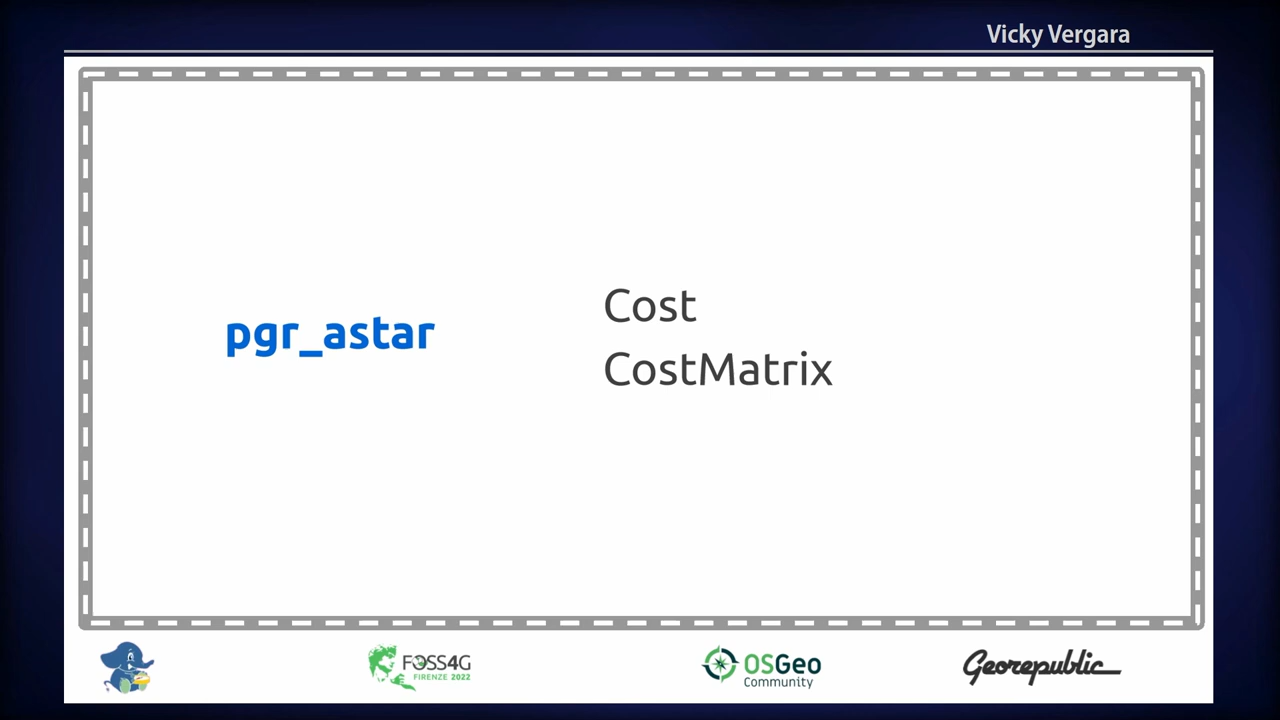 Vicky Vergara
pgr_astar
Cost
CostMatrix
FOSS4G
FIRENZE 2022
OSGeo
Community
Georepublic